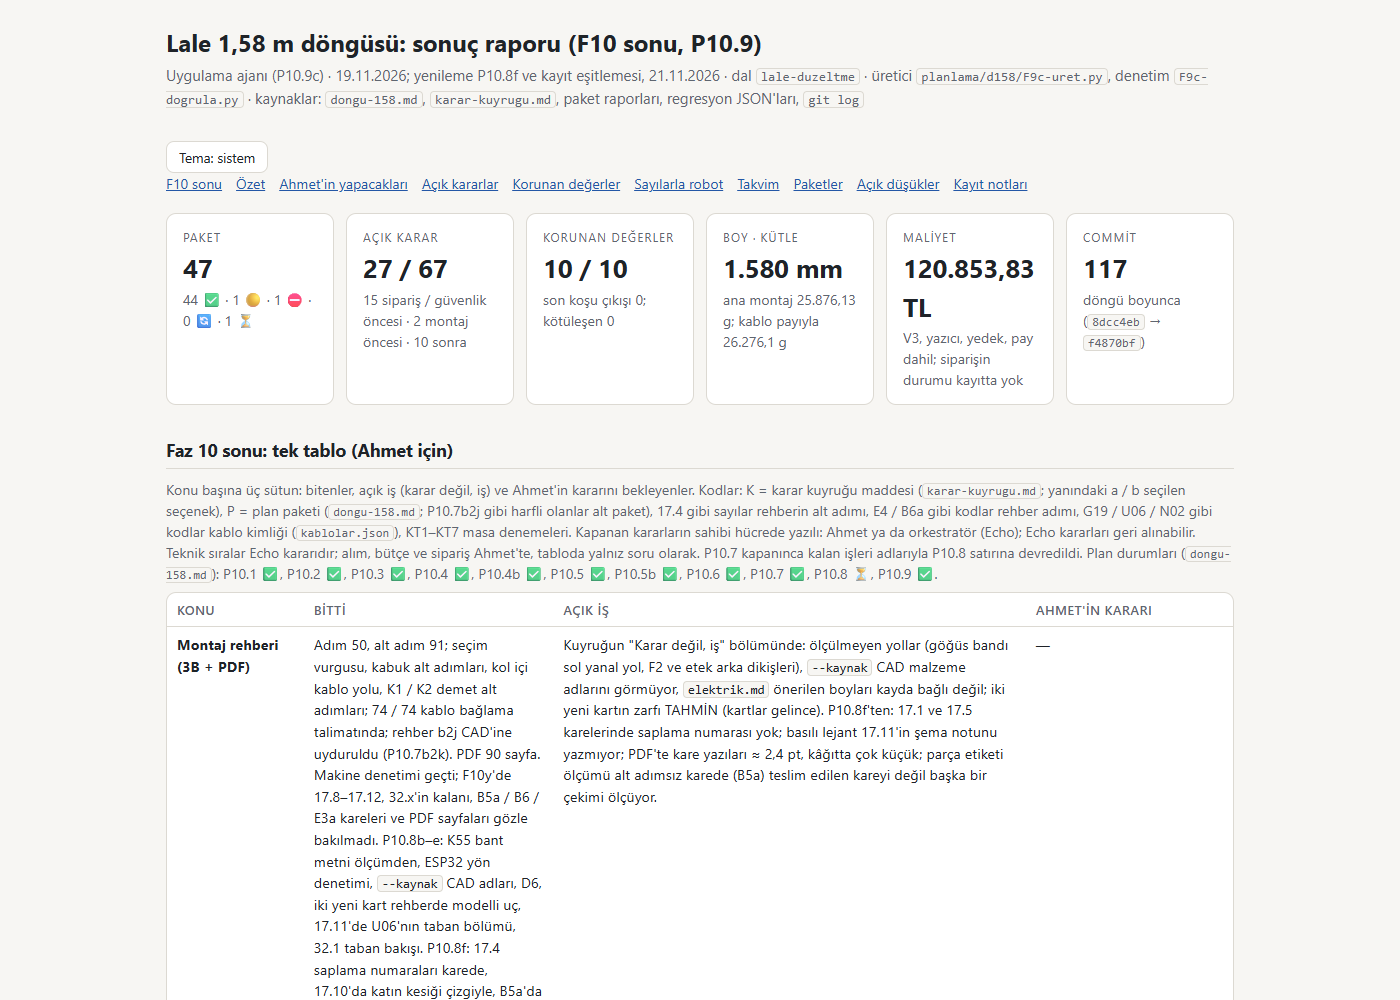 Lale 1,58 m döngüsü: sonuç raporu (F10 sonu, P10.9)
Uygulama ajanı (P10.9c) · 19.11.2026; yenileme P10.8f ve kayıt eşitlemesi, 21.11.2026 · dal lale-duzeltme · üretici planlama/d158/F9c-uret.py, denetim F9c-
dogrula.py · kaynaklar: dongu-158.md, karar-kuyrugu.md, paket raporları, regresyon JSON'ları, git log
Tema: sistem
F10 sonu Özet Ahmet'in yapacakları Açık kararlar Korunan değerler Sayılarla robot Takvim Paketler Açık düşükler Kayıt notları
PAKET
47
44 ✅ · 1 🟡 · 1 ⛔ ·
0 🔄 · 1 ⏳
AÇIK KARAR
27 / 67
15 sipariş / güvenlik
öncesi · 2 montaj
öncesi · 10 sonra
KORUNAN DEĞERLER
10 / 10
son koşu çıkışı 0;
kötüleşen 0
BOY · KÜTLE
1.580 mm
ana montaj 25.876,13
g; kablo payıyla
26.276,1 g
MALİYET
120.853,83
TL
V3, yazıcı, yedek, pay
dahil; siparişin
durumu kayıtta yok
COMMİT
117
döngü boyunca
(8dcc4eb →
f4870bf)
Faz 10 sonu: tek tablo (Ahmet için)
Konu başına üç sütun: bitenler, açık iş (karar değil, iş) ve Ahmet'in kararını bekleyenler. Kodlar: K = karar kuyruğu maddesi (karar-kuyrugu.md; yanındaki a / b seçilen
seçenek), P = plan paketi (dongu-158.md; P10.7b2j gibi harfli olanlar alt paket), 17.4 gibi sayılar rehberin alt adımı, E4 / B6a gibi kodlar rehber adımı, G19 / U06 / N02 gibi
kodlar kablo kimliği (kablolar.json), KT1–KT7 masa denemeleri. Kapanan kararların sahibi hücrede yazılı: Ahmet ya da orkestratör (Echo); Echo kararları geri alınabilir.
Teknik sıralar Echo kararıdır; alım, bütçe ve sipariş Ahmet'te, tabloda yalnız soru olarak. P10.7 kapanınca kalan işleri adlarıyla P10.8 satırına devredildi. Plan durumları (dongu-
158.md): P10.1 ✅, P10.2 ✅, P10.3 ✅, P10.4 ✅, P10.4b ✅, P10.5 ✅, P10.5b ✅, P10.6 ✅, P10.7 ✅, P10.8 ⏳, P10.9 ✅.
KONU BİTTİ AÇIK İŞ AHMET'İN KARARI
Montaj rehberi
(3B + PDF)
Adım 50, alt adım 91; seçim
vurgusu, kabuk alt adımları, kol içi
kablo yolu, K1 / K2 demet alt
adımları; 74 / 74 kablo bağlama
talimatında; rehber b2j CAD'ine
uyduruldu (P10.7b2k). PDF 90 sayfa.
Makine denetimi geçti; F10y'de
17.8–17.12, 32.x'in kalanı, B5a / B6 /
E3a kareleri ve PDF sayfaları gözle
bakılmadı. P10.8b–e: K55 bant
metni ölçümden, ESP32 yön
denetimi, --kaynak CAD adları, D6,
iki yeni kart rehberde modelli uç,
17.11'de U06'nın taban bölümü,
32.1 taban bakışı. P10.8f: 17.4
saplama numaraları karede,
17.10'da katın kesiği çizgiyle, B5a'da
Kuyruğun "Karar değil, iş" bölümünde: ölçülmeyen yollar (göğüs bandı
sol yanal yol, F2 ve etek arka dikişleri), --kaynak CAD malzeme
adlarını görmüyor, elektrik.md önerilen boyları kayda bağlı değil; iki
yeni kartın zarfı TAHMİN (kartlar gelince). P10.8f'ten: 17.1 ve 17.5
karelerinde saplama numarası yok; basılı lejant 17.11'in şema notunu
yazmıyor; PDF'te kare yazıları ≈ 2,4 pt, kâğıtta çok küçük; parça etiketi
ölçümü alt adımsız karede (B5a) teslim edilen kareyi değil başka bir
çekimi ölçüyor.
—